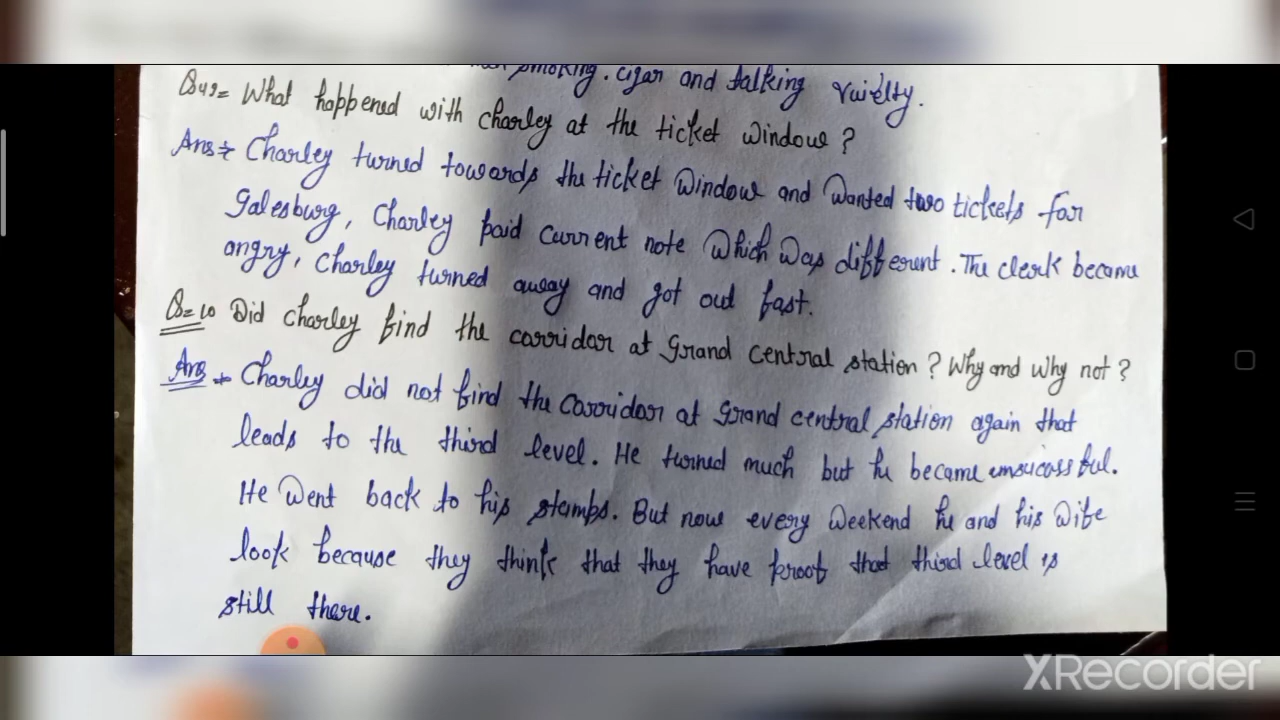 smoking. cigar and talking
Qu9= What happened with charley at the ticket window?
Ans→ Charley turned towards the ticket window and wanted two tickets for
Galesburg, Charley paid current note which was different. The clerk became
angry, Charley turned away and got out fast.
Q=10 Did charley find the corridor at Grand central station? Why and why not?
Ans → Charley did not find the corridor at Grand central station again that
leads to the third level. He turned much but he became
He went back to his stamps. But now every weekend he and his wife
look because they think that they have proof that third level is
still there.
XRecorder